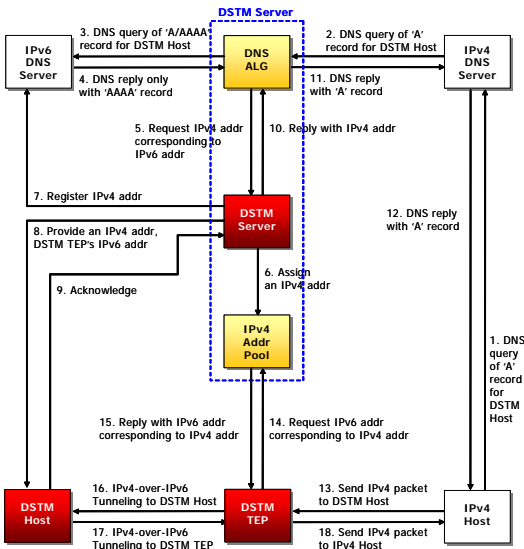 DSTM Server
3. DNS query of 'A/AAAA'
record for DSTM Host
2. DNS query of 'A'
record for DSTM Host
IPv6
DNS
Server
DNS
ALG
IPv4
DNS
Server
4. DNS reply only
with 'AAAA' record
11. DNS reply
with 'A' record
5. Request IPv4 addr
corresponding to
IPv6 addr
10. Reply with IPv4 addr
7. Register IPv4 addr
DSTM
Server
8. Provide an IPv4 addr,
DSTM TEP's IPv6 addr
12. DNS reply
with 'A' record
9. Acknowledge
6. Assign
an IPv4 addr
IPv4
Addr
Pool
1. DNS
query
of 'A'
record
for
DSTM
Host
15. Reply with IPv6 addr
corresponding to IPv4 addr
14. Request IPv6 addr
corresponding to IPv4 addr
16. IPv4-over-IPv6
Tunneling to DSTM Host
13. Send IPv4 packet
to DSTM Host
DSTM
Host
DSTM
TEP
IPv4
Host
17. IPv4-over-IPv6
Tunneling to DSTM TEP
18. Send IPv4 packet
to IPv4 Host